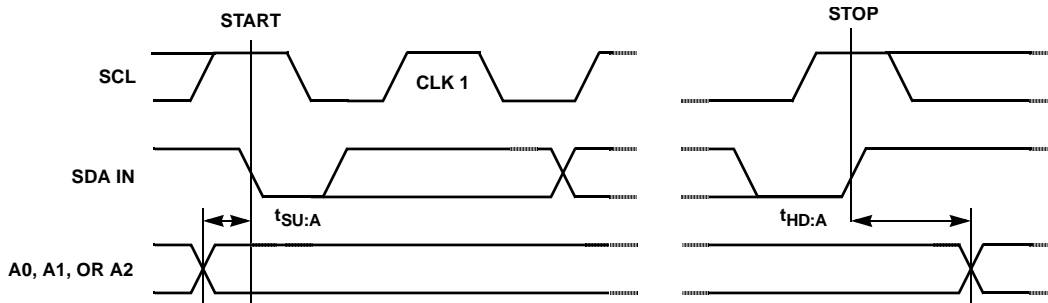 START
STOP
SCL
CLK 1
SDA IN
tSU:A
tHD:A
A0, A1, OR A2